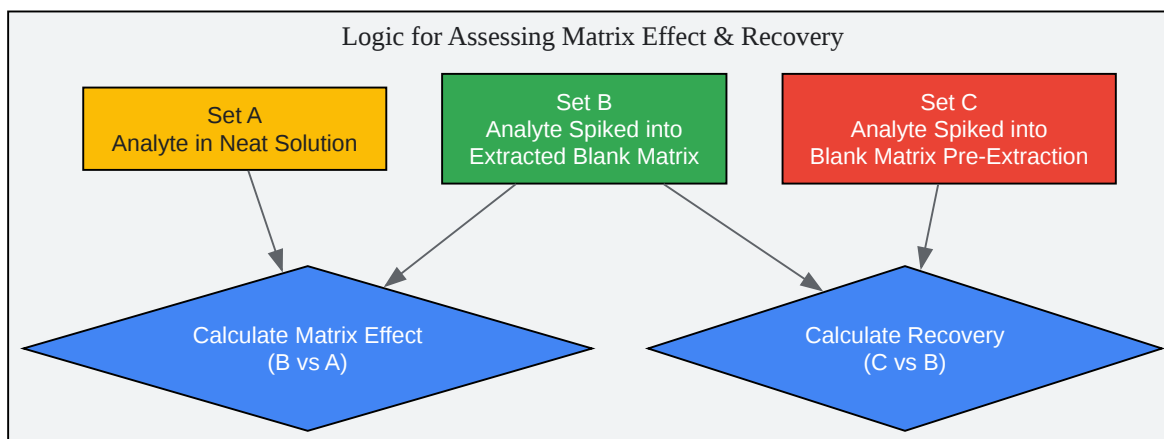 Logic for Assessing Matrix Effect & Recovery
Set A
Analyte in Neat Solution
Set B
Analyte Spiked into
Extracted Blank Matrix
Set C
Analyte Spiked into
Blank Matrix Pre-Extraction
Calculate Matrix Effect
(B vs A)
Calculate Recovery
(C vs B)